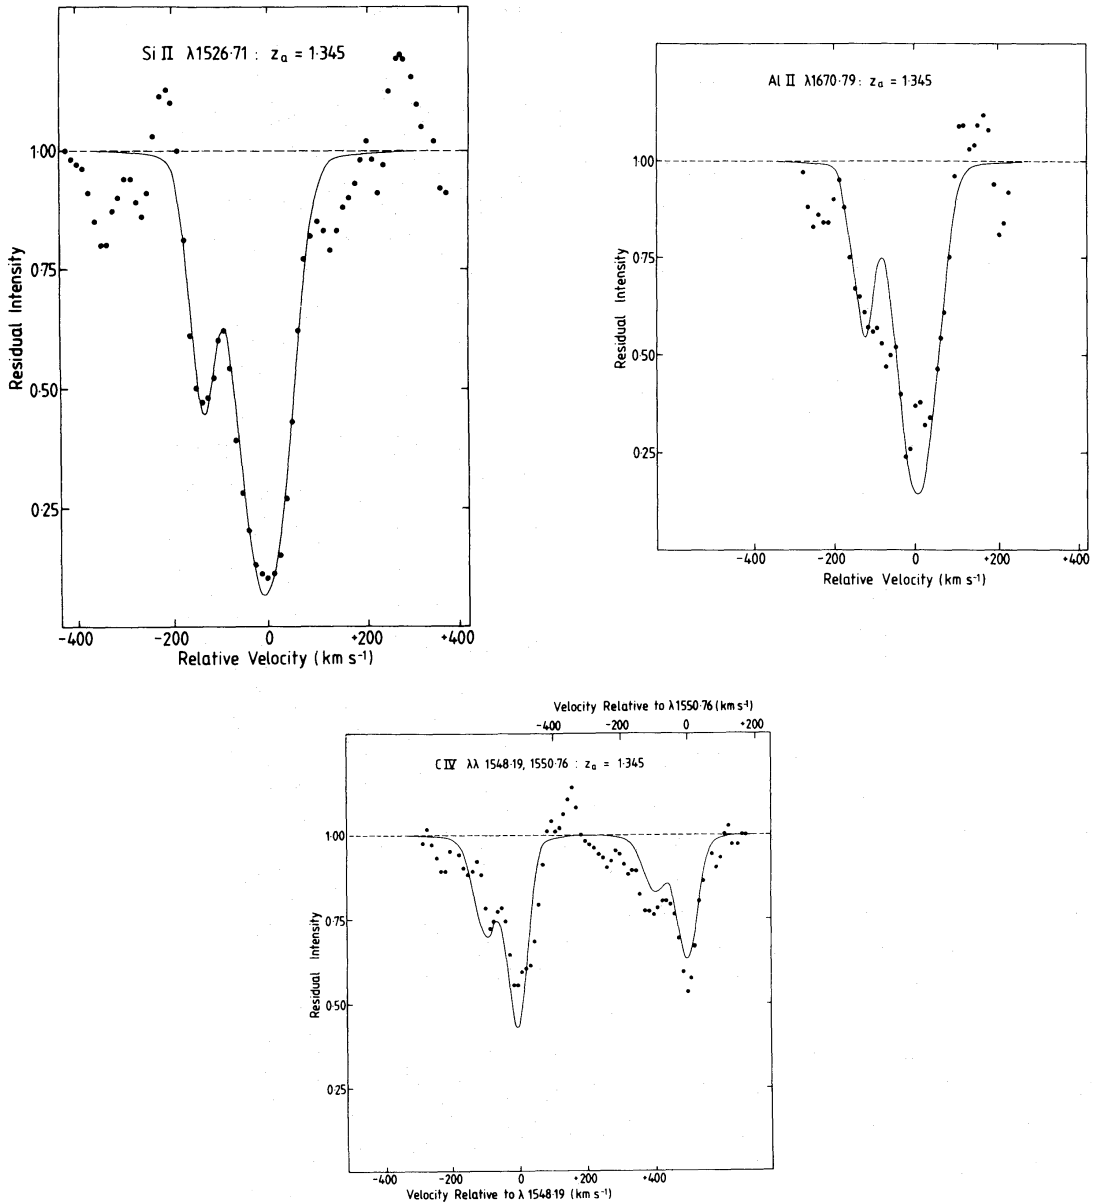 Si II λ1526·71 : zₐ = 1·345
1·00
0·75
0·50
0·25
Residual Intensity
-400 -200 0 +200 +400
Relative Velocity (km s⁻¹)
Al II λ1670·79 : zₐ = 1·345
1·00
0·75
0·50
0·25
Residual Intensity
-400 -200 0 +200 +400
Relative Velocity (km s⁻¹)
Velocity Relative to λ1550·76 (km s⁻¹)
-400 -200 0 +200
C IV λλ 1548·19, 1550·76 : zₐ = 1·345
1·00
0·75
0·50
0·25
Residual Intensity
-400 -200 0 +200 +400
Velocity Relative to λ 1548·19 (km s⁻¹)